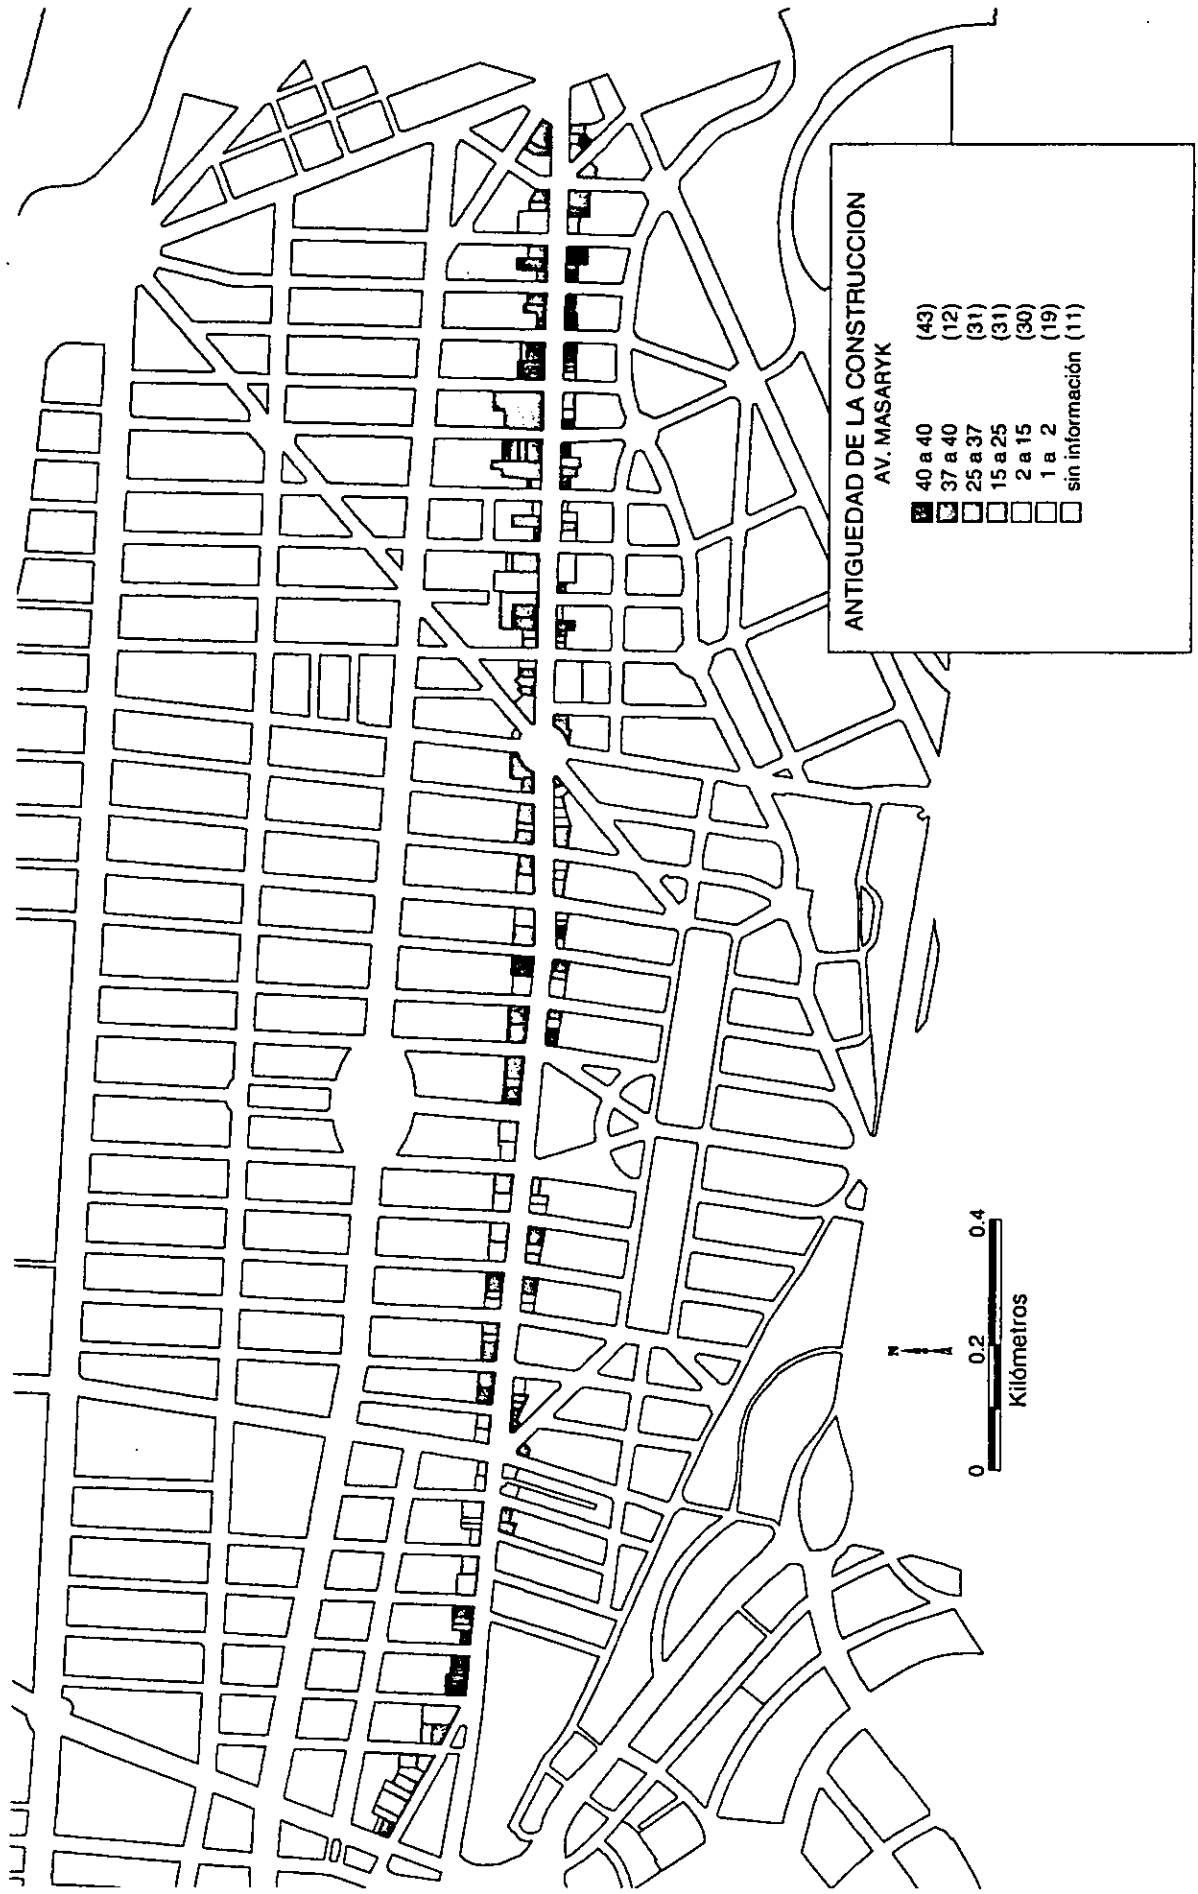 ANTIGUEDAD DE LA CONSTRUCCION
AV. MASARYK
40 a 40 (43)
37 a 40 (12)
25 a 37 (31)
15 a 25 (31)
2 a 15 (30)
1 a 2 (19)
sin información (11)
N
0 0.2 0.4
Kilómetros